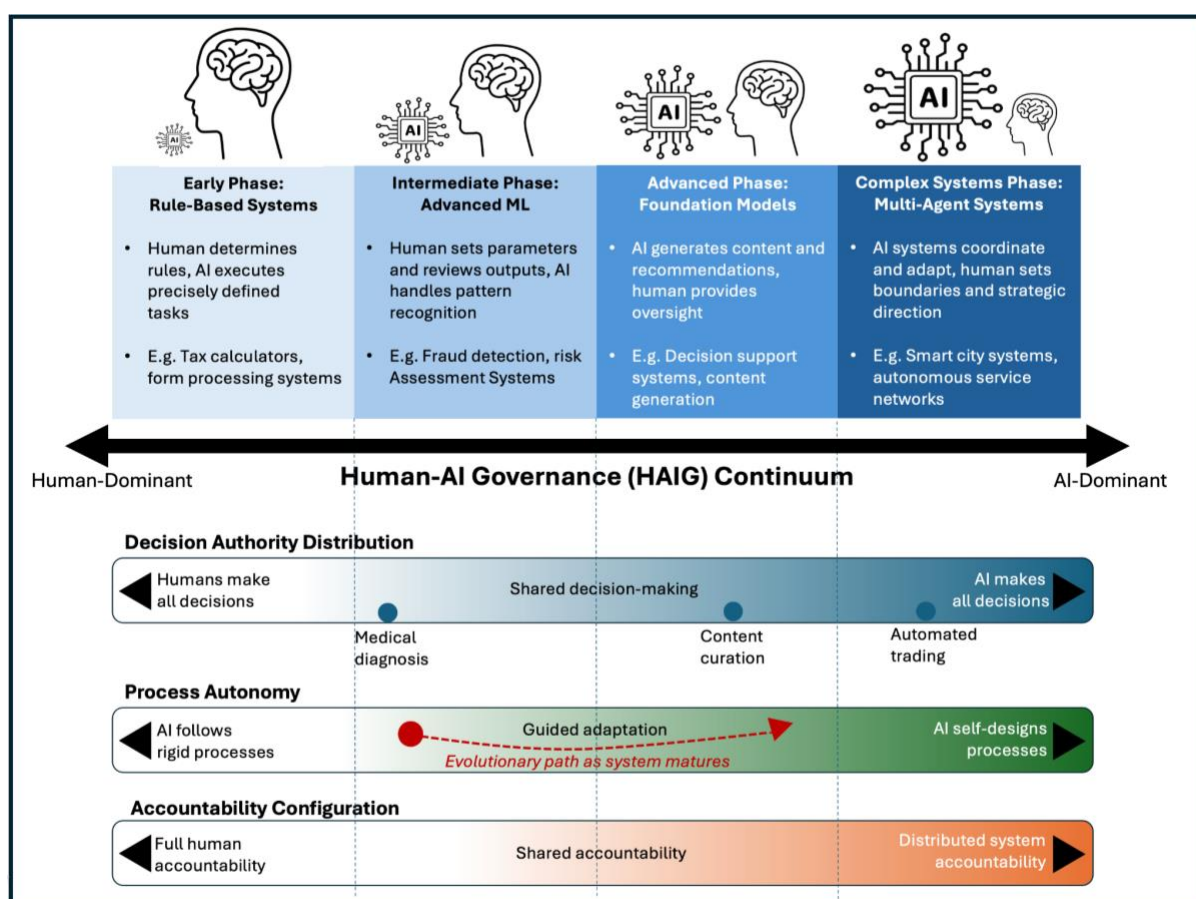 AI
AI
AI
AI
Early Phase:
Rule-Based Systems
• Human determines
rules, AI executes
precisely defined
tasks
• E.g. Tax calculators,
form processing systems
Intermediate Phase:
Advanced ML
• Human sets parameters
and reviews outputs, AI
handles pattern
recognition
• E.g. Fraud detection, risk
Assessment Systems
Advanced Phase:
Foundation Models
• AI generates content and
recommendations,
human provides
oversight
• E.g. Decision support
systems, content
generation
Complex Systems Phase:
Multi-Agent Systems
• AI systems coordinate
and adapt, human sets
boundaries and strategic
direction
• E.g. Smart city systems,
autonomous service
networks
Human-Dominant
Human-AI Governance (HAIG) Continuum
AI-Dominant
Decision Authority Distribution
Humans make
all decisions
Shared decision-making
AI makes
all decisions
Medical
diagnosis
Content
curation
Automated
trading
Process Autonomy
AI follows
rigid processes
Guided adaptation
Evolutionary path as system matures
AI self-designs
processes
Accountability Configuration
Full human
accountability
Shared accountability
Distributed system
accountability